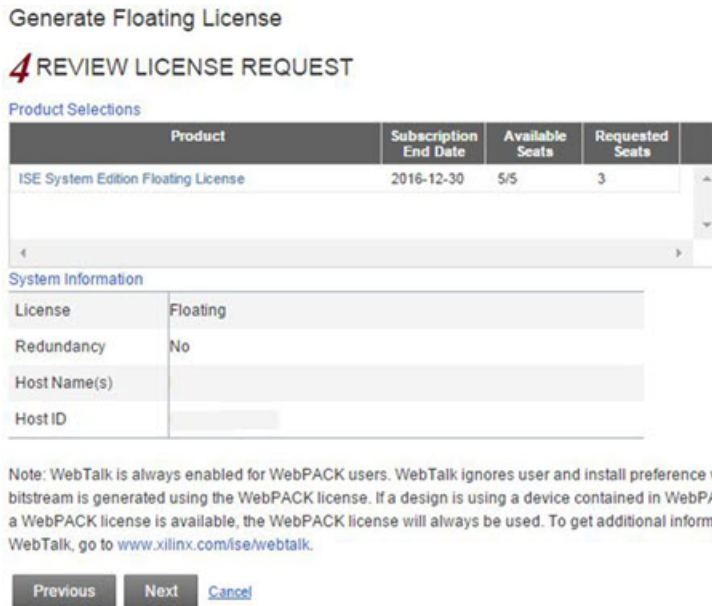 Generate Floating License
4 REVIEW LICENSE REQUEST
Product Selections
Product Subscription End Date Available Seats Requested Seats
ISE System Edition Floating License 2016-12-30 5/5 3
System Information
License Floating
Redundancy No
Host Name(s)
Host ID
Note: WebTalk is always enabled for WebPACK users. WebTalk ignores user and install preference
bitstream is generated using the WebPACK license. If a design is using a device contained in
a WebPACK license is available, the WebPACK license will always be used. To get additional
WebTalk, go to www.xilinx.com/ise/webtalk.
Previous Next Cancel